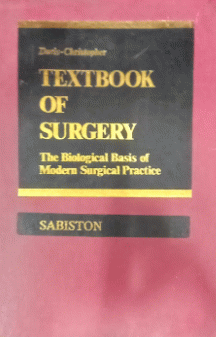 Davis-Christopher
TEXTBOOK
OF
SURGERY
The Biological Basis of
Modern Surgical Practice
SABISTON